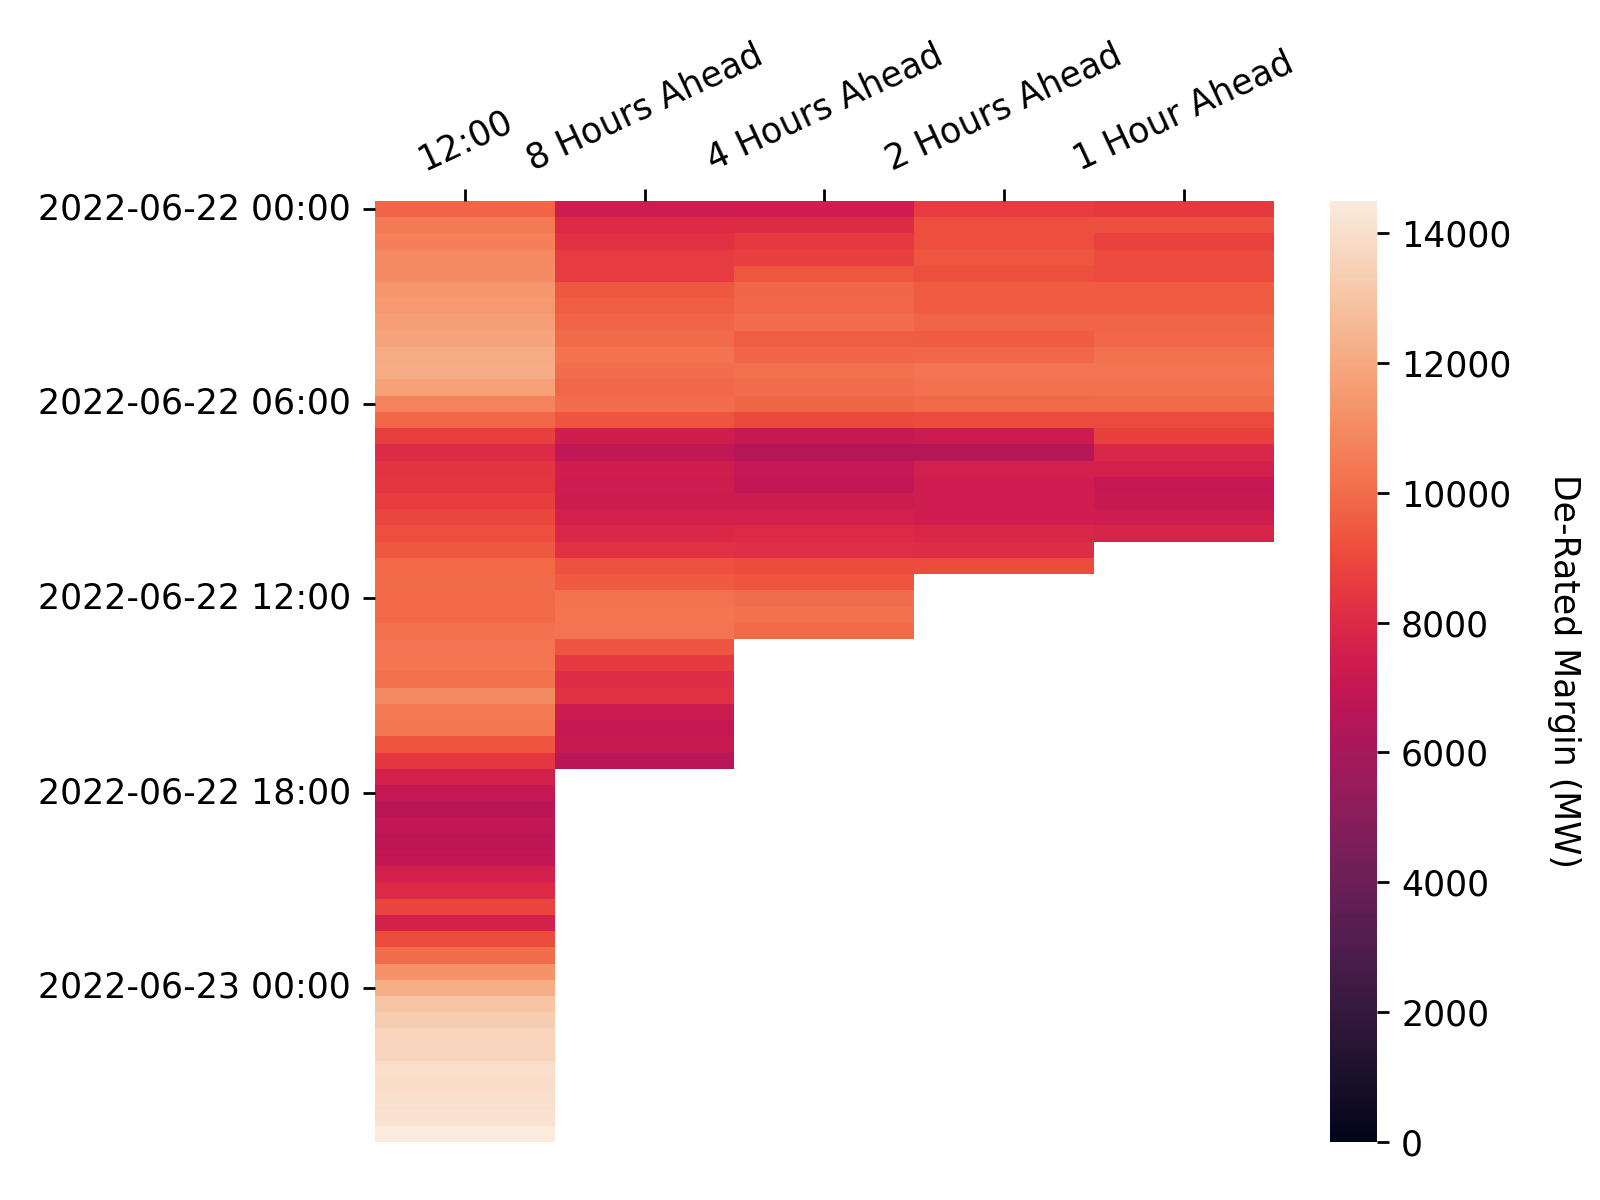 12:00
8 Hours Ahead
4 Hours Ahead
2 Hours Ahead
1 Hour Ahead
2022-06-22 00:00
2022-06-22 06:00
2022-06-22 12:00
2022-06-22 18:00
2022-06-23 00:00
14000
12000
10000
8000
6000
4000
2000
0
De-Rated Margin (MW)